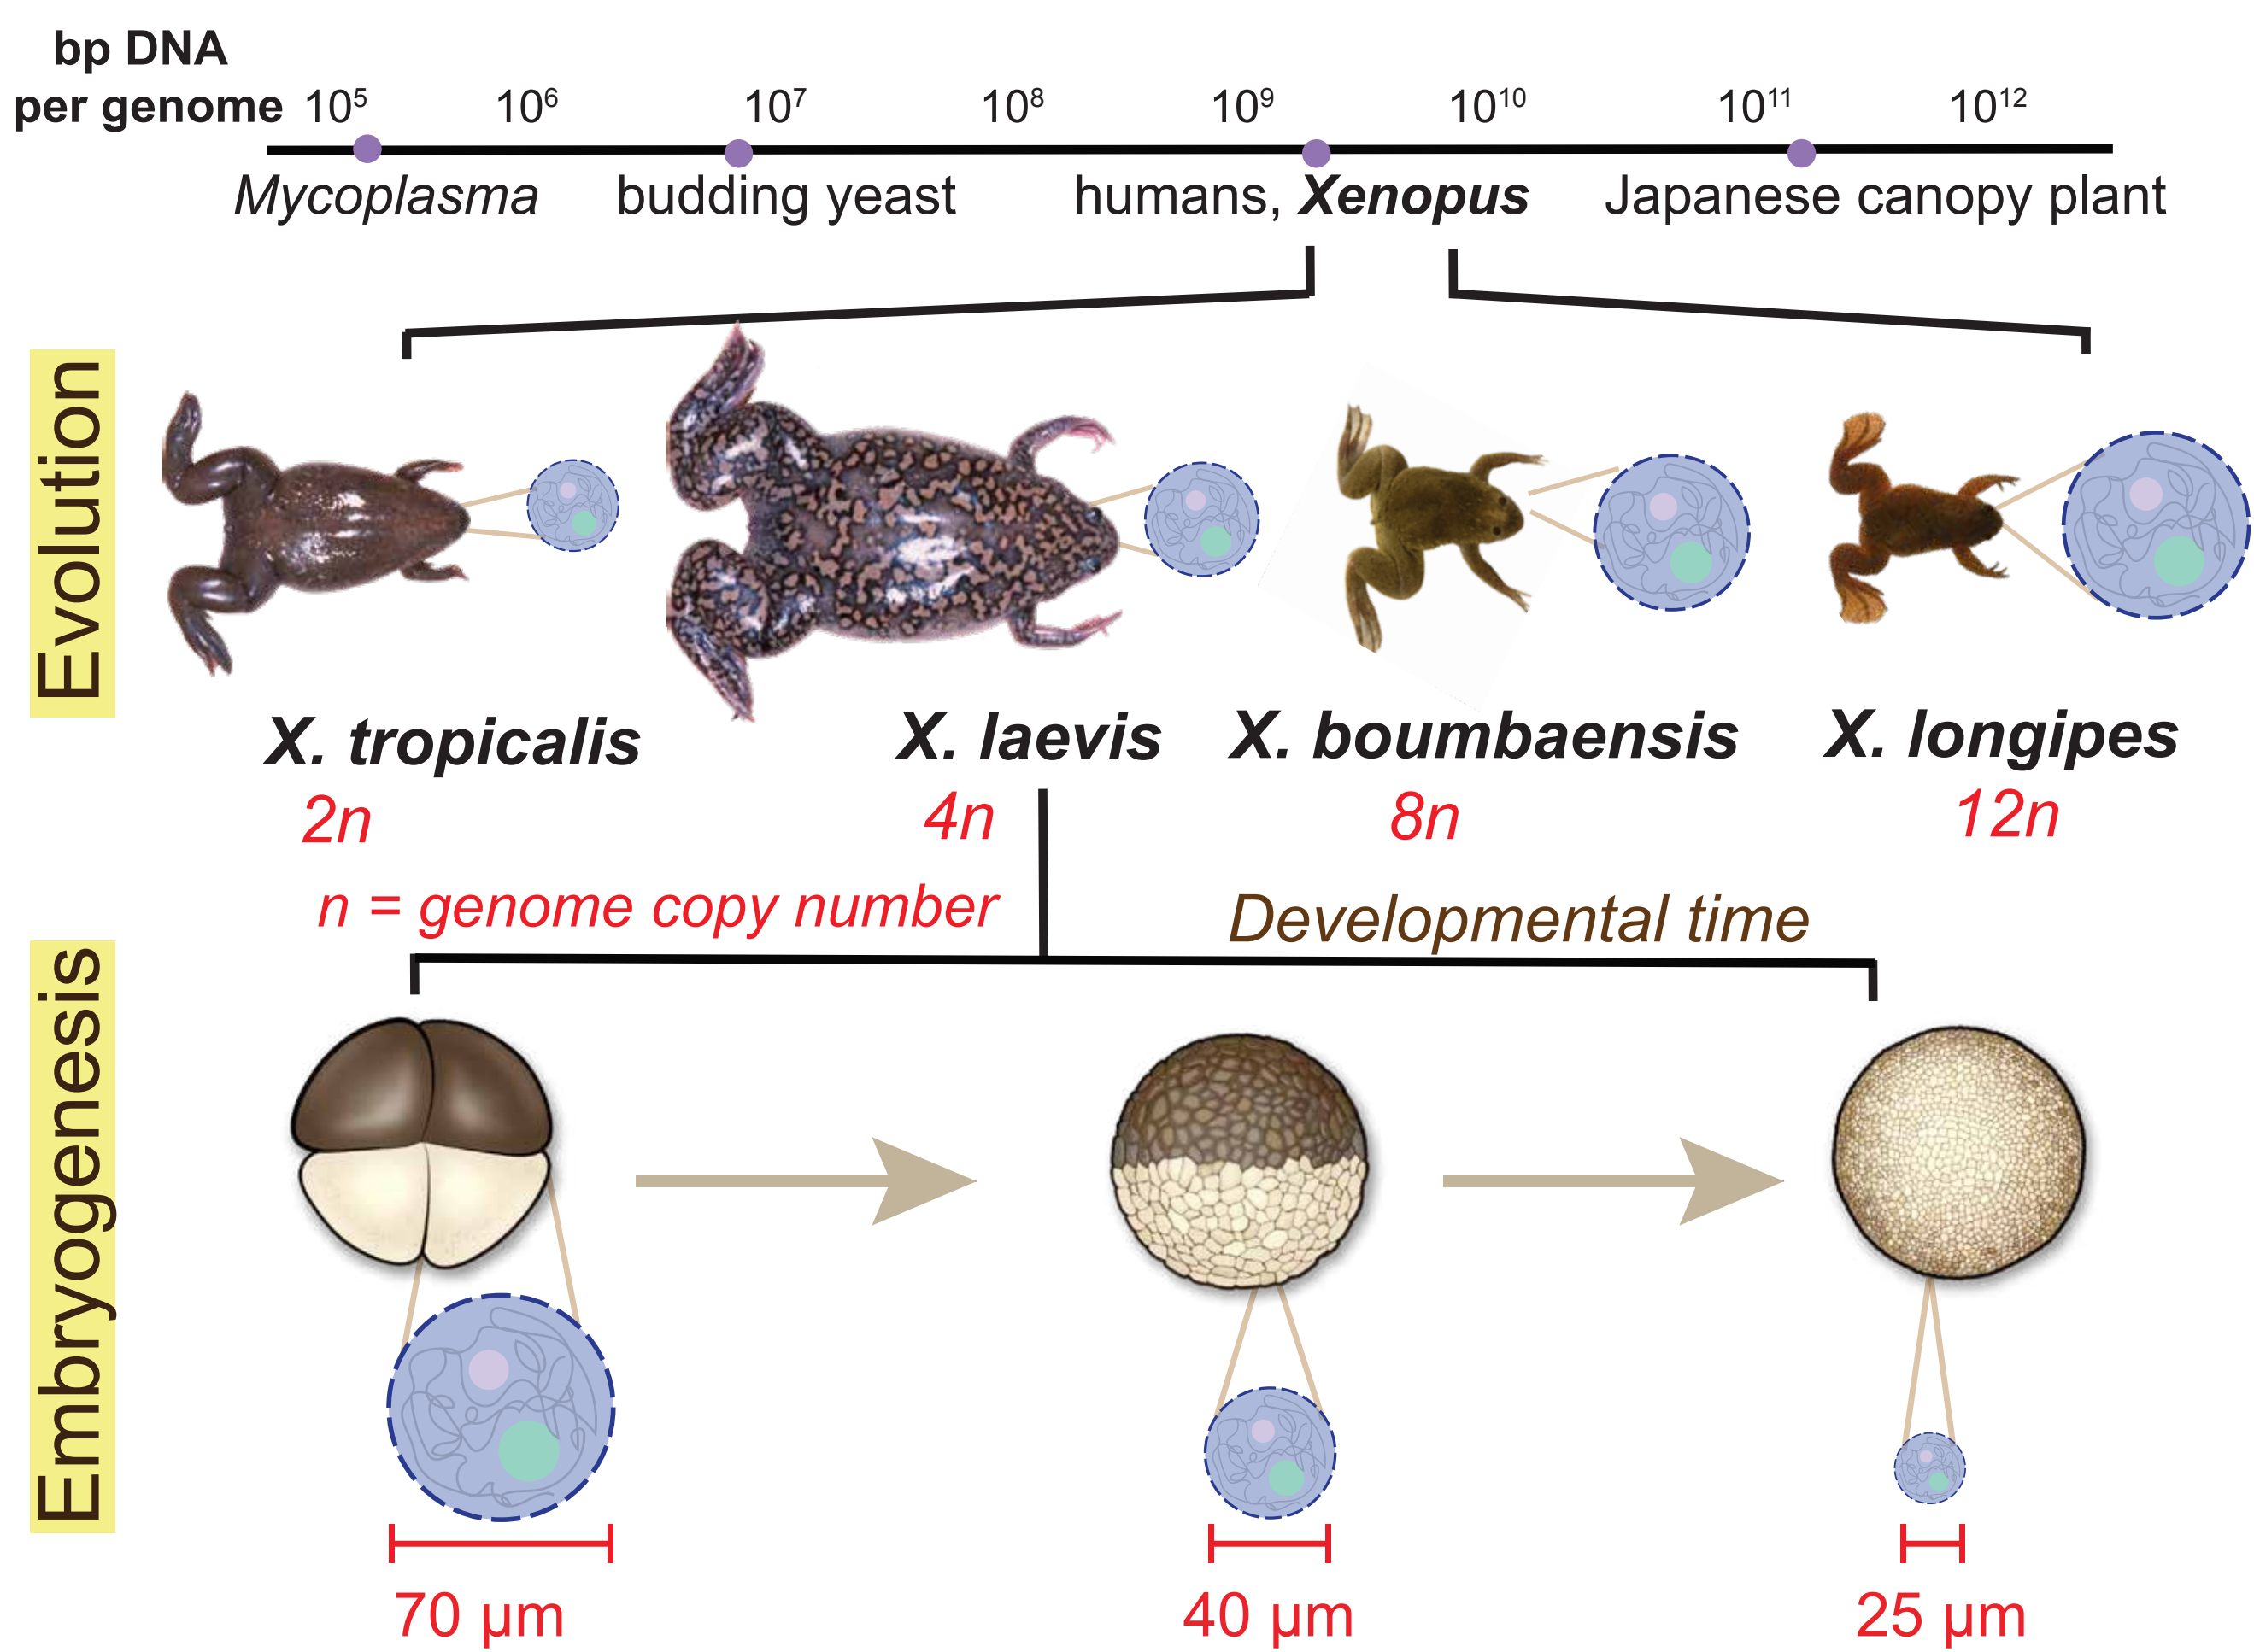 bp DNA
per genome 10⁵ 10⁶ 10⁷ 10⁸ 10⁹ 10¹⁰ 10¹¹ 10¹²
Mycoplasma budding yeast humans, Xenopus Japanese canopy plant
Evolution
X. tropicalis X. laevis X. boumbaensis X. longipes
2n 4n 8n 12n
n = genome copy number
Developmental time
Embryogenesis
70 µm 40 µm 25 µm